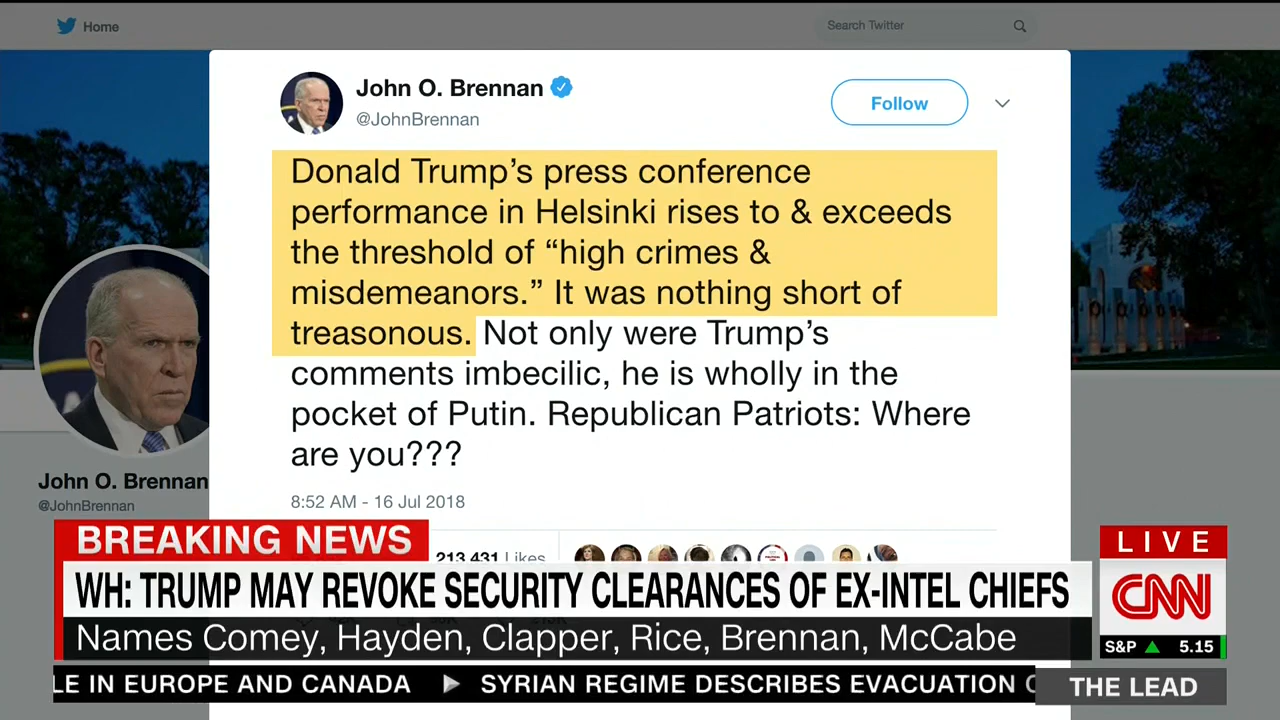 Home
Search Twitter
John O. Brennan
@JohnBrennan
Follow
Donald Trump's press conference
performance in Helsinki rises to & exceeds
the threshold of “high crimes &
misdemeanors.” It was nothing short of
treasonous. Not only were Trump's
comments imbecilic, he is wholly in the
pocket of Putin. Republican Patriots: Where
are you???
8:52 AM - 16 Jul 2018
213,431 Likes
John O. Brennan
@JohnBrennan
BREAKING NEWS
WH: TRUMP MAY REVOKE SECURITY CLEARANCES OF EX-INTEL CHIEFS
Names Comey, Hayden, Clapper, Rice, Brennan, McCabe
LIVE
CNN
S&P ▲ 5.15
LE IN EUROPE AND CANADA ▶ SYRIAN REGIME DESCRIBES EVACUATION
THE LEAD